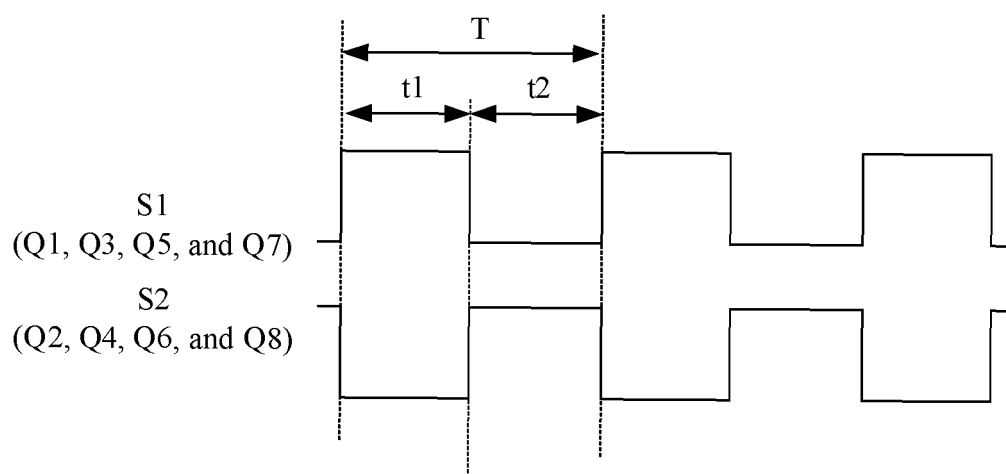 T
t1 t2
S1
(Q1, Q3, Q5, and Q7)
S2
(Q2, Q4, Q6, and Q8)